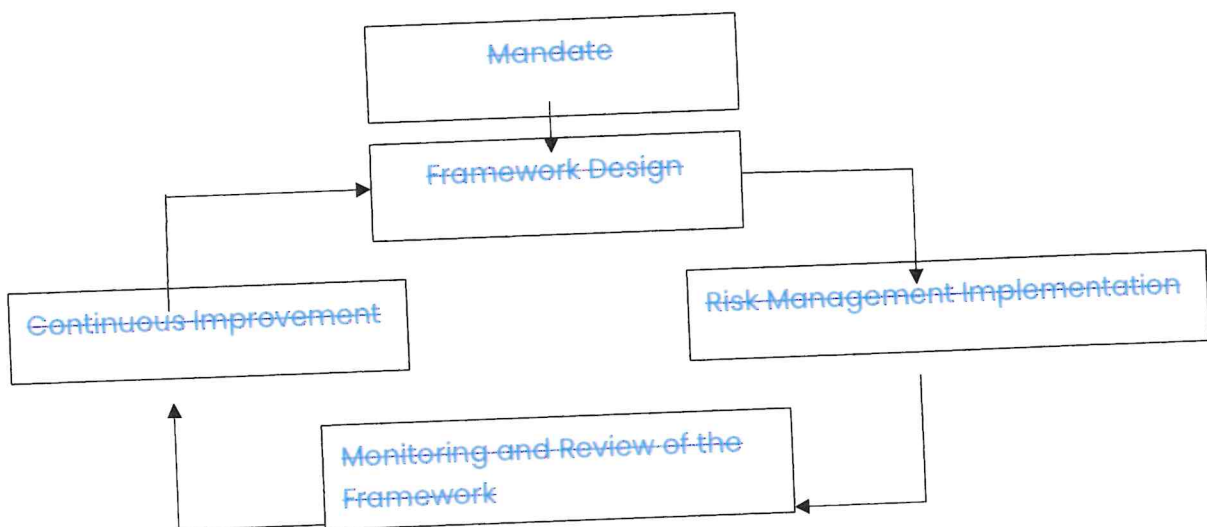 Mandate
Framework Design
Risk Management Implementation
Continuous Improvement
Monitoring and Review of the
Framework